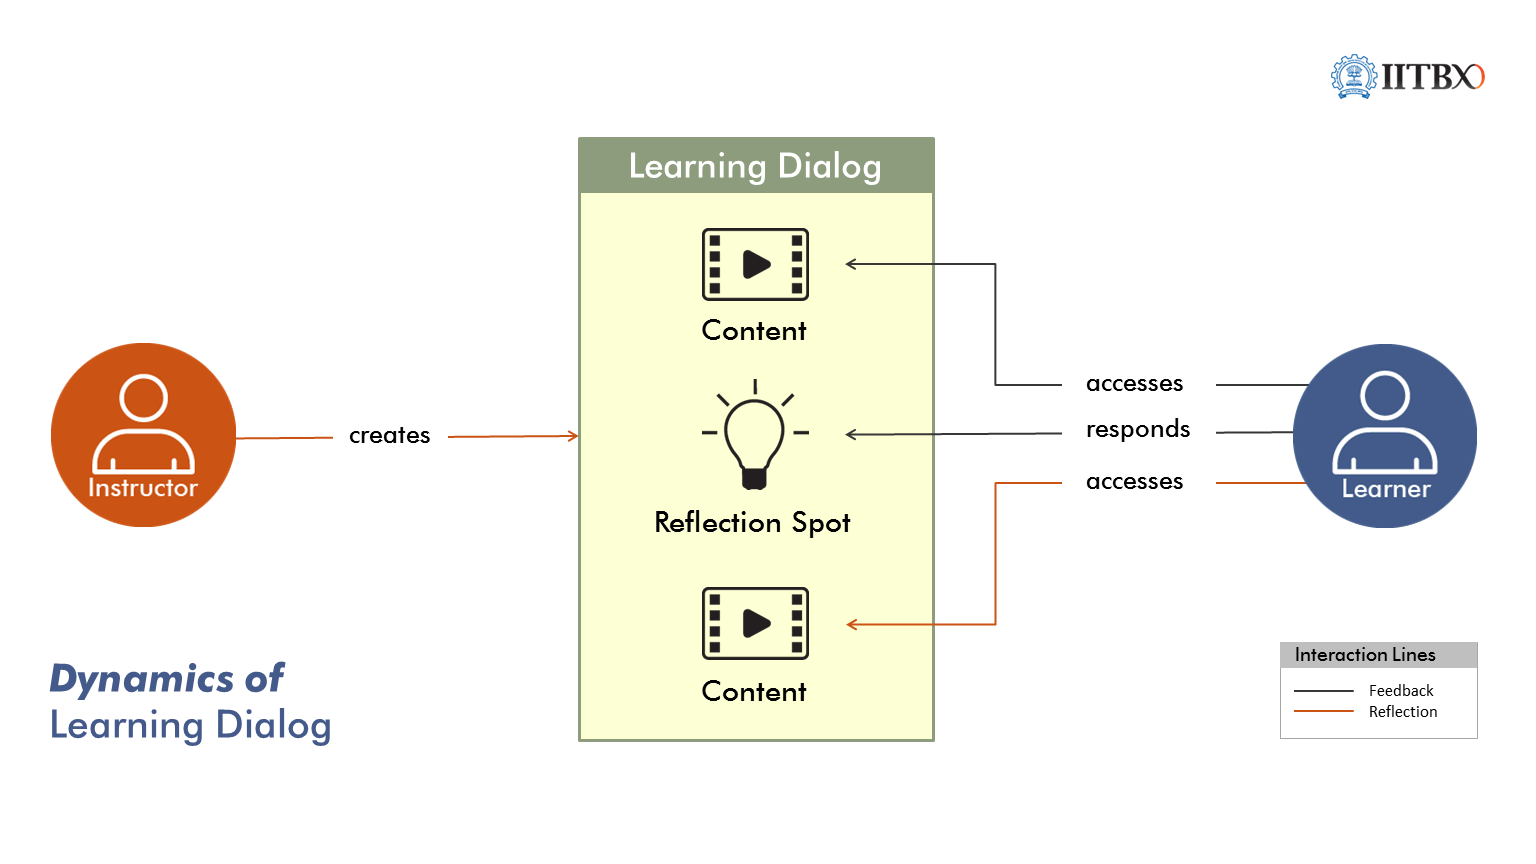 IITBX
Learning Dialog
Content
accesses
responds
accesses
creates
Instructor
Learner
Reflection Spot
Content
Dynamics of
Learning Dialog
Interaction Lines
Feedback
Reflection